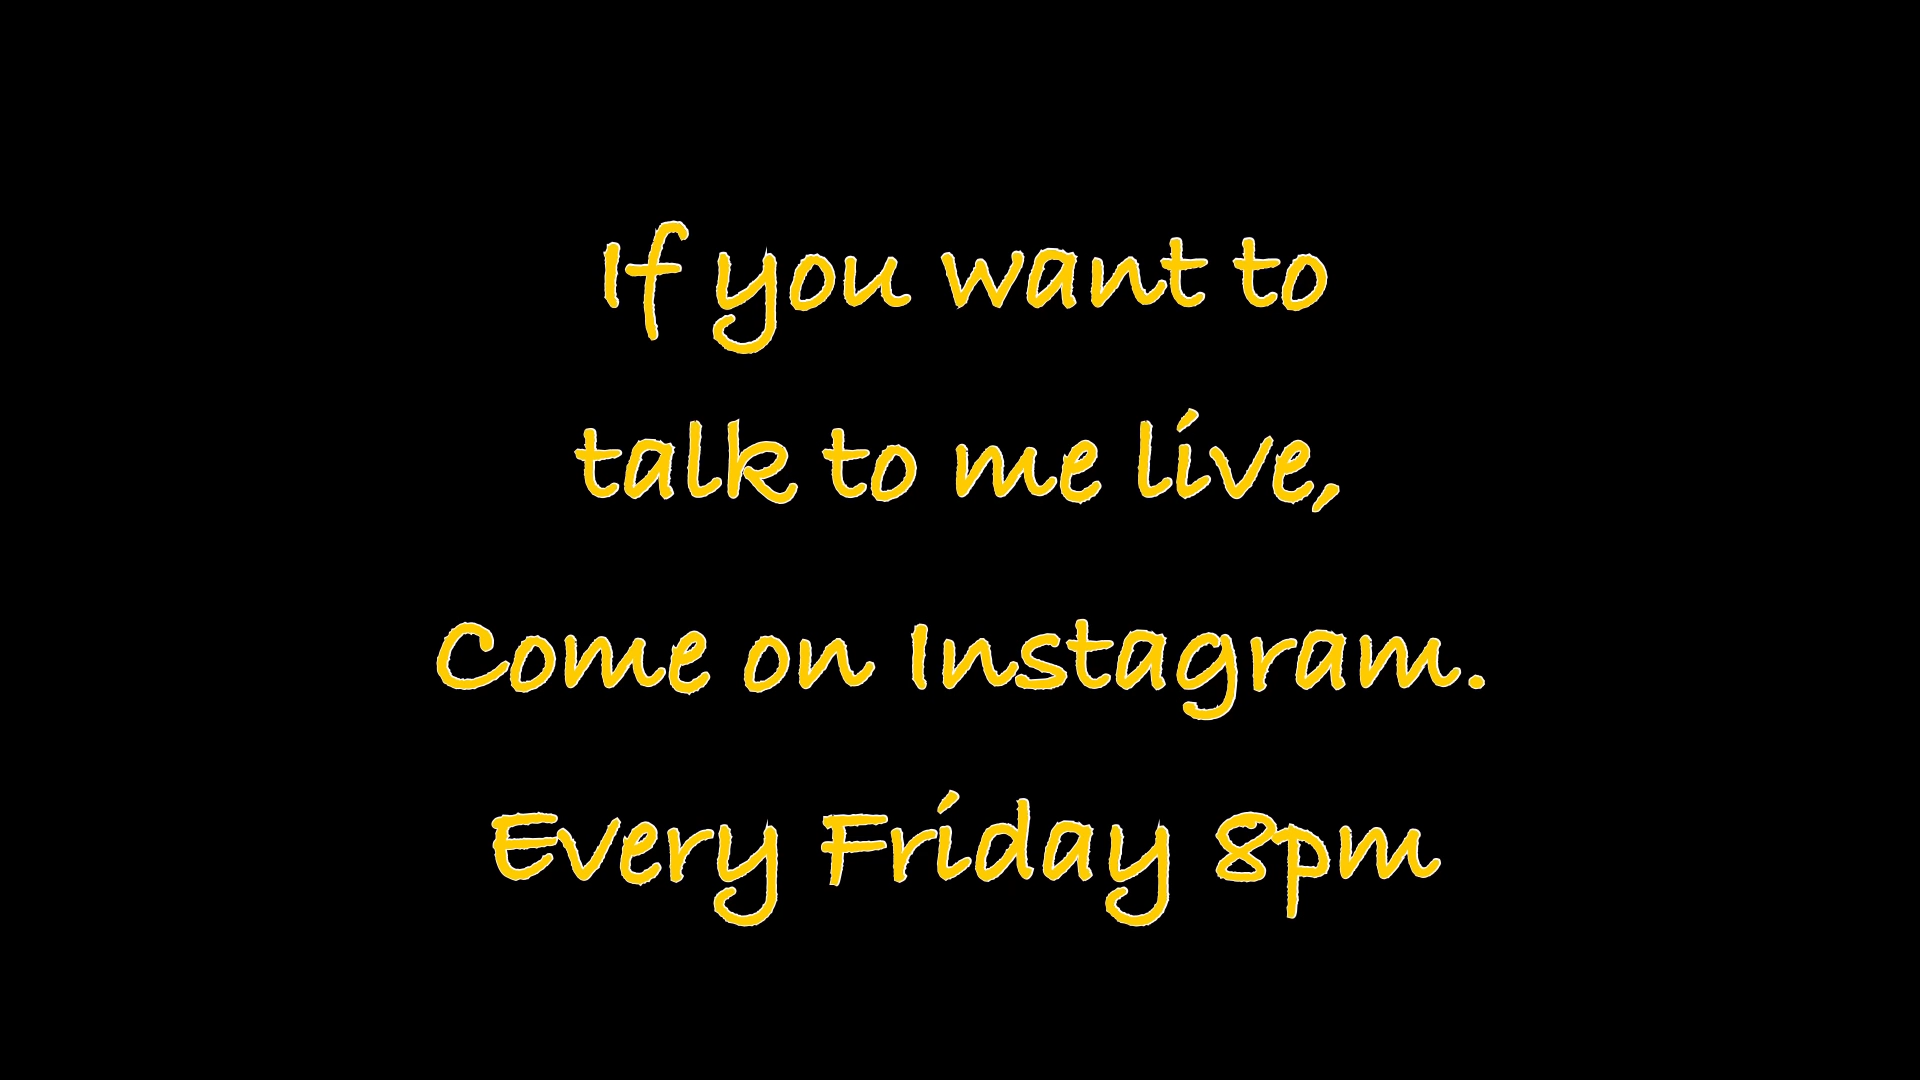 If you want to
talk to me live,
Come on Instagram.
Every Friday 8pm